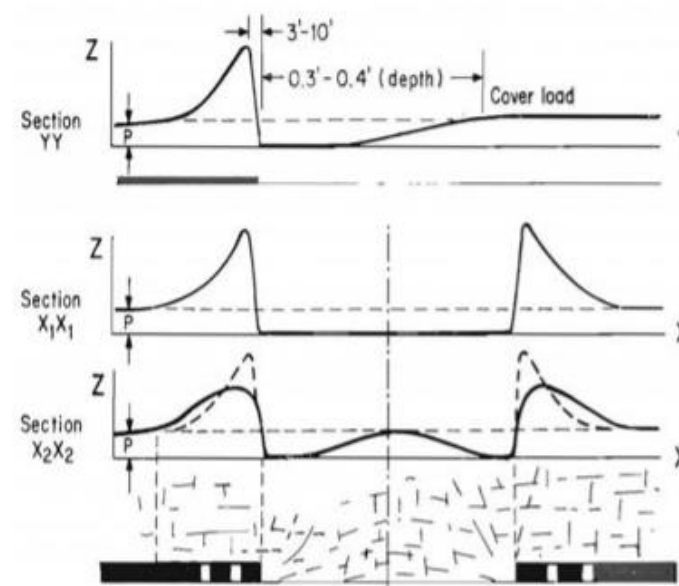 3'-10'
Z
0.3'-0.4' (depth)
Cover load
Section
YY
P
Z
Section
X₁X₁
P
X
Z
Section
X₂X₂
P
X